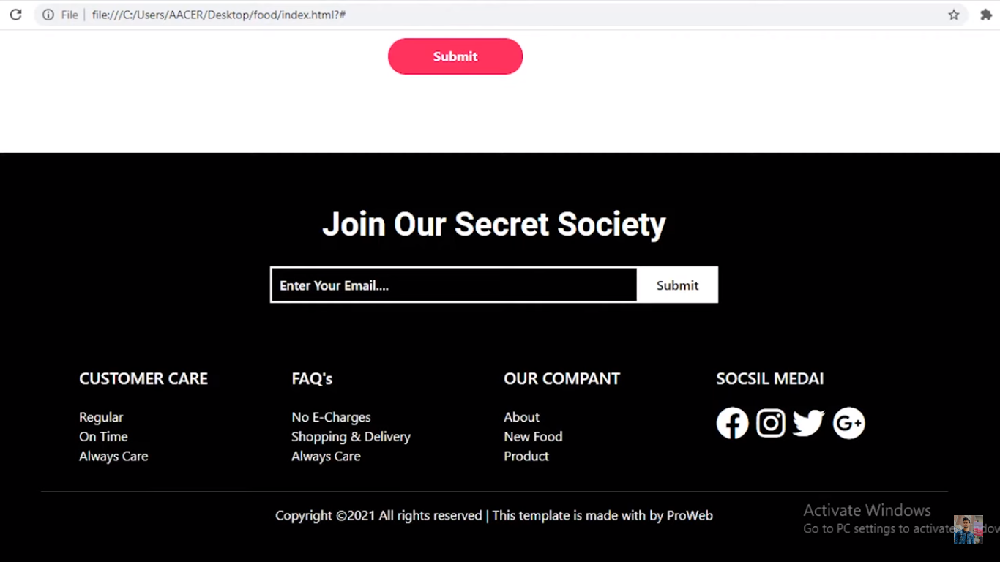 File | file:///C:/Users/AACER/Desktop/food/index.html?#
Submit
Join Our Secret Society
Enter Your Email.... Submit
CUSTOMER CARE FAQ's OUR COMPANT SOCSIL MEDAI
Regular No E-Charges About
On Time Shopping & Delivery New Food
Always Care Always Care Product
Copyright ©2021 All rights reserved | This template is made with by ProWeb
Activate Windows
Go to PC settings to activate